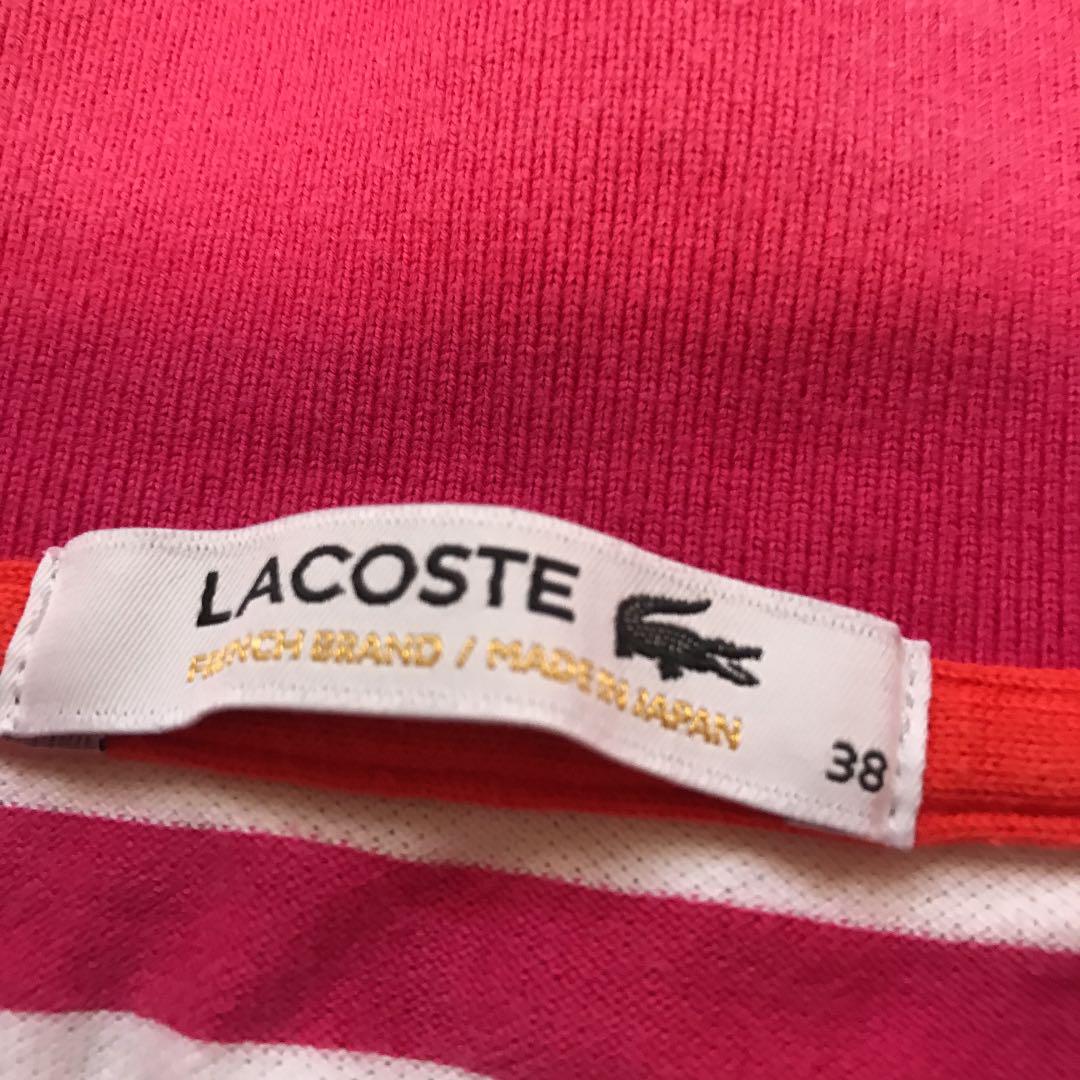 LACOSTE
FRENCH BRAND / MADE IN JAPAN
38